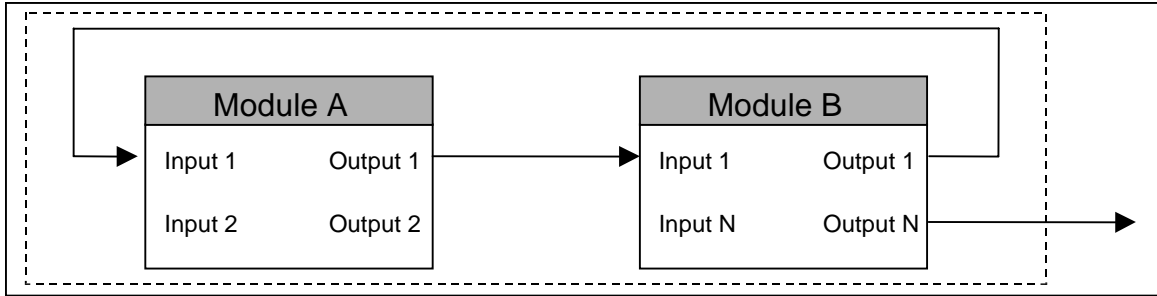 Module A
Input 1 Output 1
Input 2 Output 2
Module B
Input 1 Output 1
Input N Output N